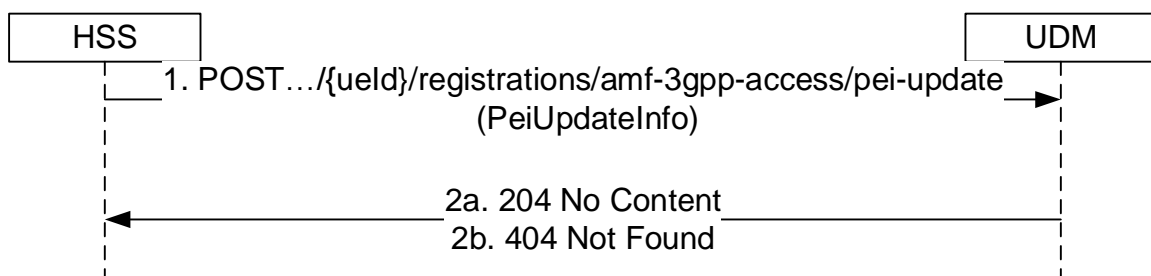 HSS
UDM
1. POST…/{ueId}/registrations/amf-3gpp-access/pei-update
(PeiUpdateInfo)
2a. 204 No Content
2b. 404 Not Found